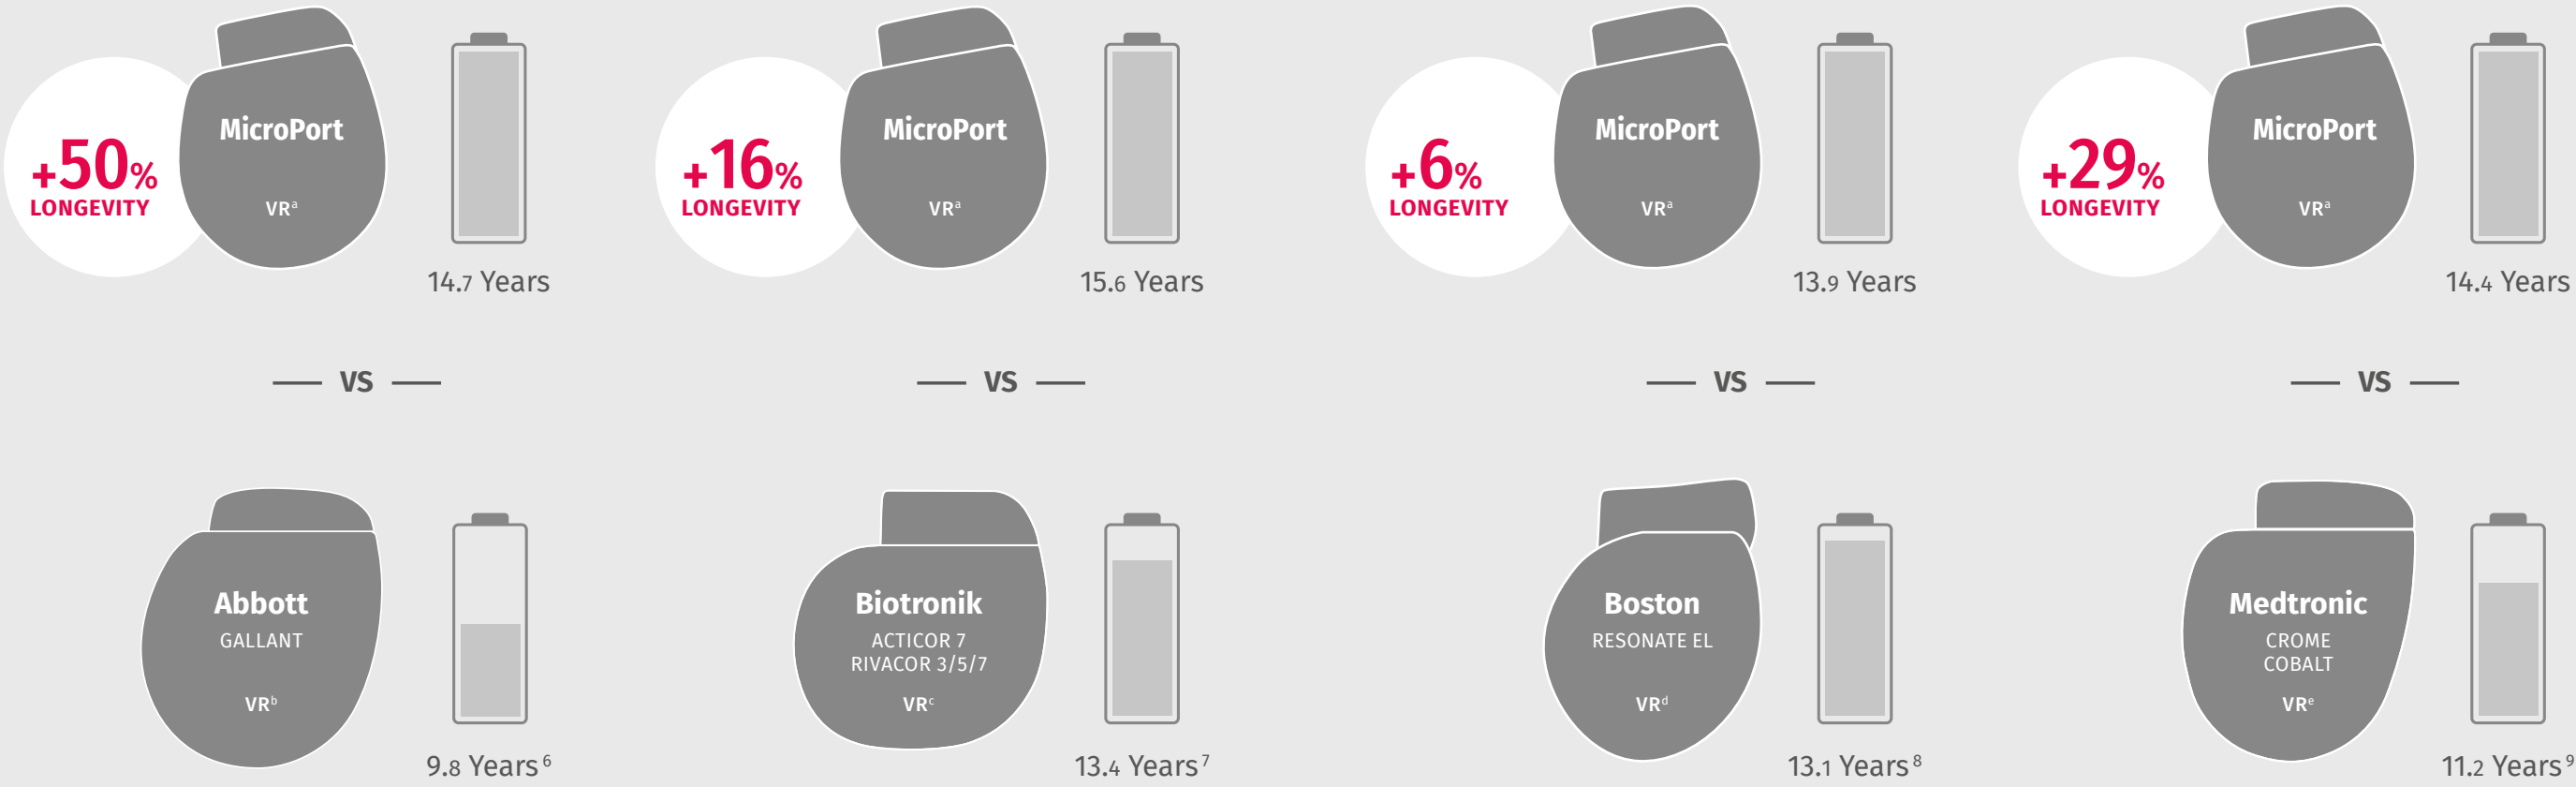 MicroPort
+50%
LONGEVITY
VRᵃ
14.7 Years
VS
Abbott
GALLANT
VRᵇ
9.8 Years⁶
MicroPort
+16%
LONGEVITY
VRᵃ
15.6 Years
VS
Biotronik
ACTICOR 7
RIVACOR 3/5/7
VRᶜ
13.4 Years⁷
MicroPort
+6%
LONGEVITY
VRᵃ
13.9 Years
VS
Boston
RESONATE EL
VRᵈ
13.1 Years⁸
MicroPort
+29%
LONGEVITY
VRᵃ
14.4 Years
VS
Medtronic
CROME
COBALT
VRᵉ
11.2 Years⁹